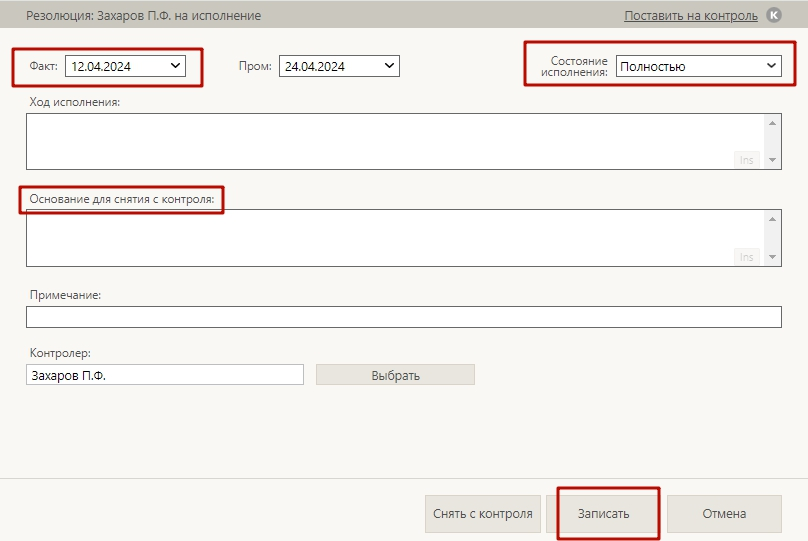 Резолюция: Захаров П.Ф. на исполнение Поставить на контроль K
Факт: 12.04.2024 Пром: 24.04.2024 Состояние исполнения: Полностью
Ход исполнения:
Ins
Основание для снятия с контроля:
Ins
Примечание:
Контролер:
Захаров П.Ф. Выбрать
Снять с контроля Записать Отмена